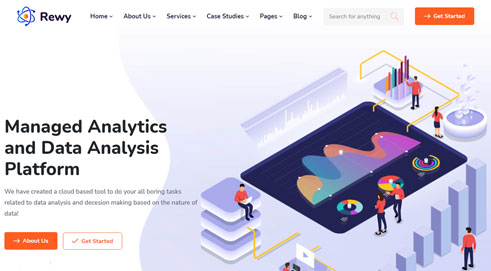 Rewy
Home
About Us
Services
Case Studies
Pages
Blog
Search for anything
Get Started
Managed Analytics
and Data Analysis
Platform
We have created a cloud based tool to do your all boring tasks
related to data analysis and decesion making based on the nature of
data!
About Us
Get Started